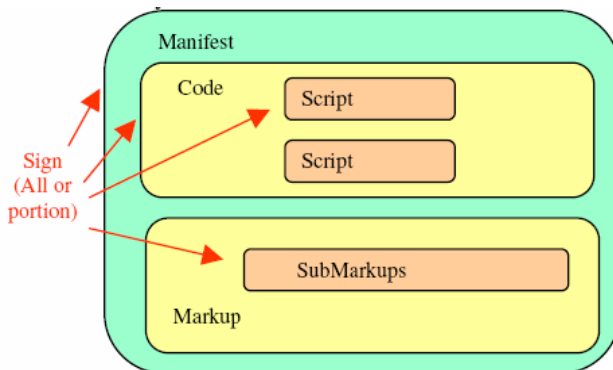 Manifest
Code
Script
Script
Sign
(All or
portion)
SubMarkups
Markup